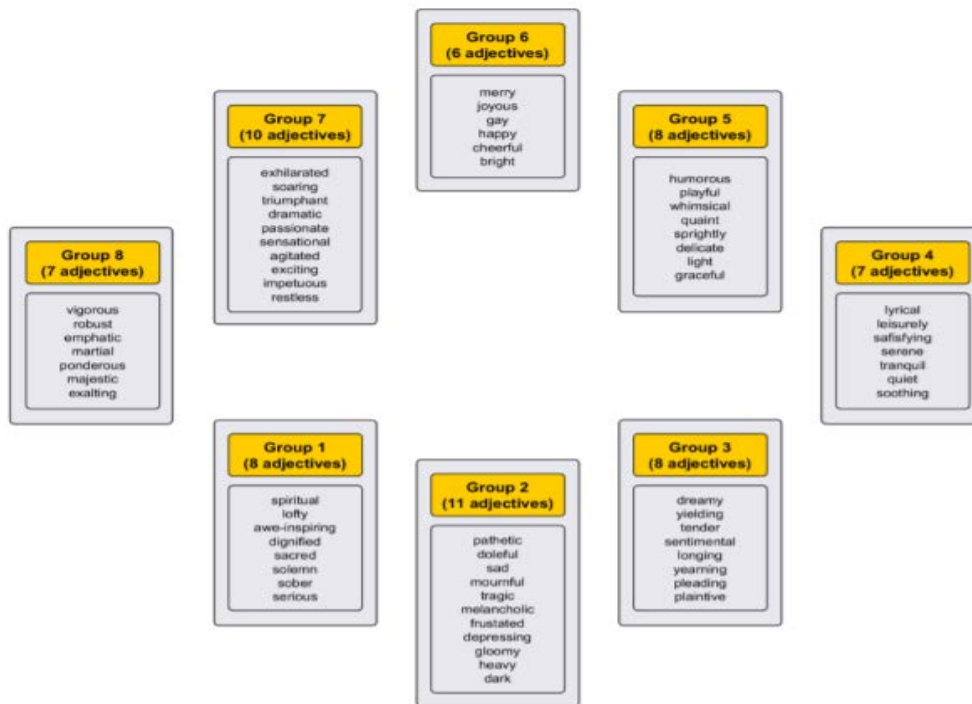 Group 6
(6 adjectives)
merry
joyous
gay
happy
cheerful
bright
Group 7
(10 adjectives)
exhilarated
soaring
triumphant
dramatic
passionate
sensational
agitated
exciting
impetuous
restless
Group 5
(8 adjectives)
humorous
playful
whimsical
quaint
sprightly
delicate
light
graceful
Group 8
(7 adjectives)
vigorous
robust
emphatic
martial
ponderous
majestic
exalting
Group 4
(7 adjectives)
lyrical
leisurely
safisfying
serene
tranquil
quiet
soothing
Group 1
(8 adjectives)
spiritual
lofty
awe-inspiring
dignified
sacred
solemn
sober
serious
Group 2
(11 adjectives)
pathetic
doleful
sad
mournful
tragic
melancholic
frustated
depressing
gloomy
heavy
dark
Group 3
(8 adjectives)
dreamy
yielding
tender
sentimental
longing
yearning
pleading
plaintive